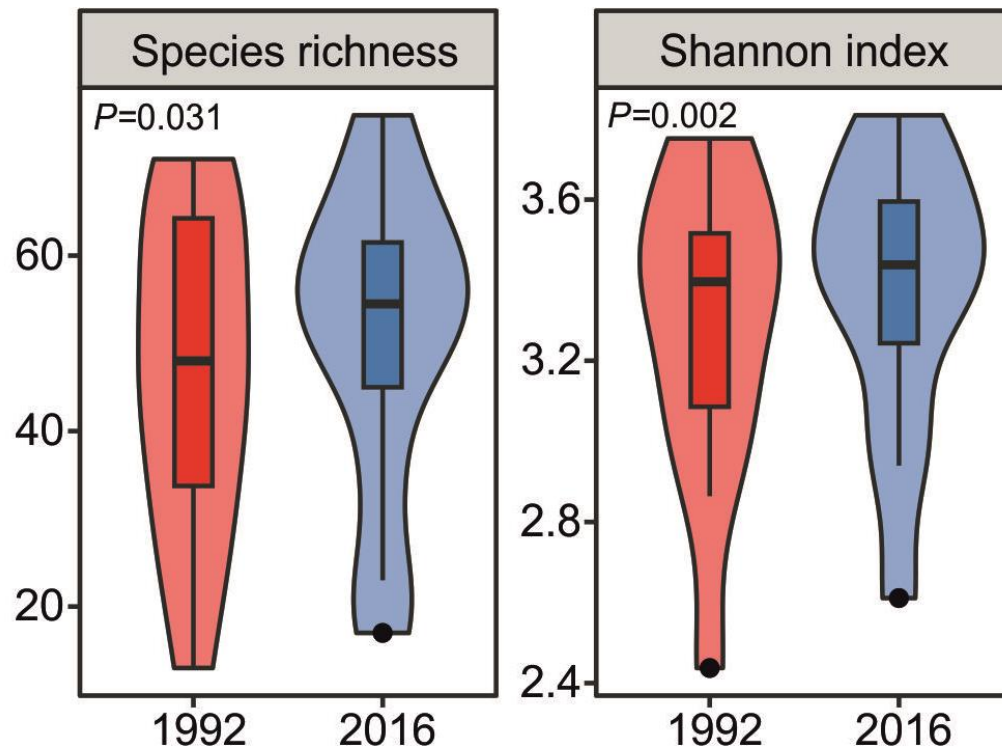 Species richness
P=0.031
60
40
20
1992 2016
Shannon index
P=0.002
3.6
3.2
2.8
2.4
1992 2016